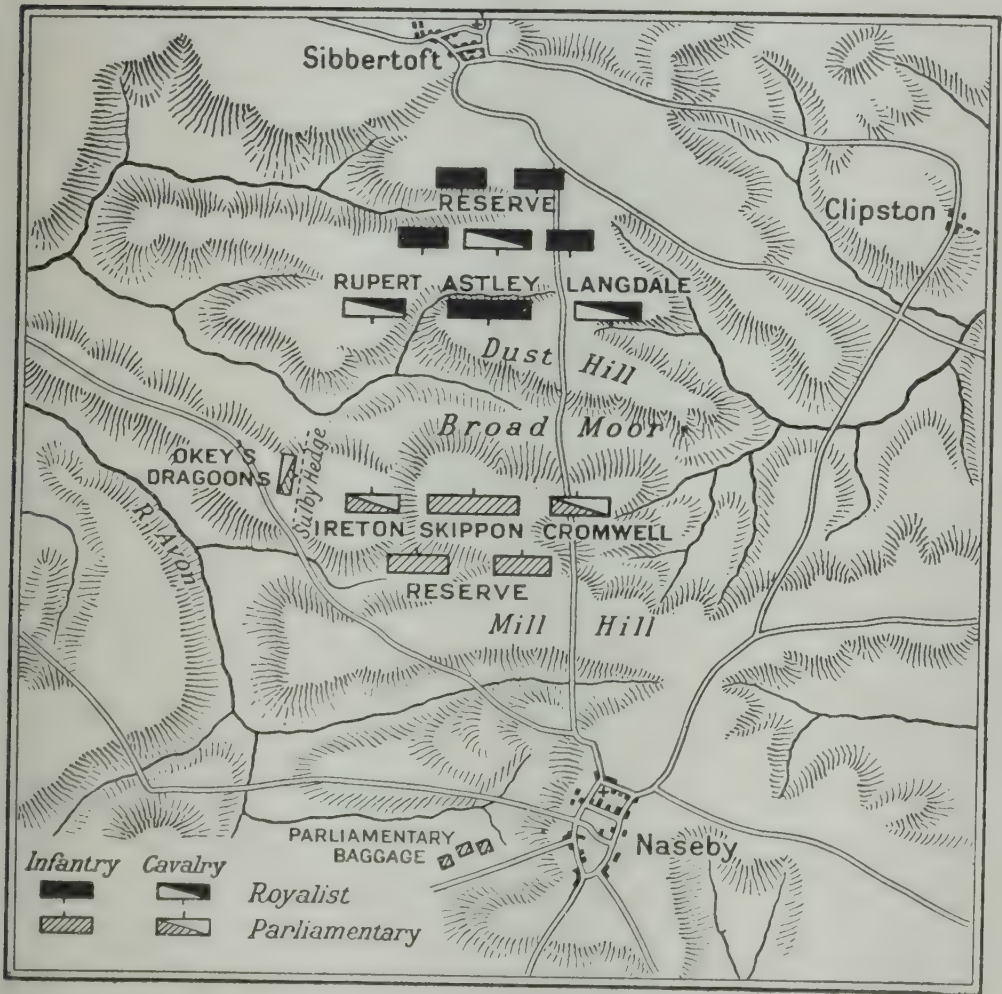 Sibbertoft
Clipston
RESERVE
RUPERT ASTLEY LANGDALE
Dust Hill
Broad Moor
OKEY'S
DRAGOONS
Sulby Hedge
R. Avon
IRETON SKIPPON CROMWELL
RESERVE
Mill Hill
PARLIAMENTARY
BAGGAGE
Naseby
Infantry Cavalry
Royalist
Parliamentary